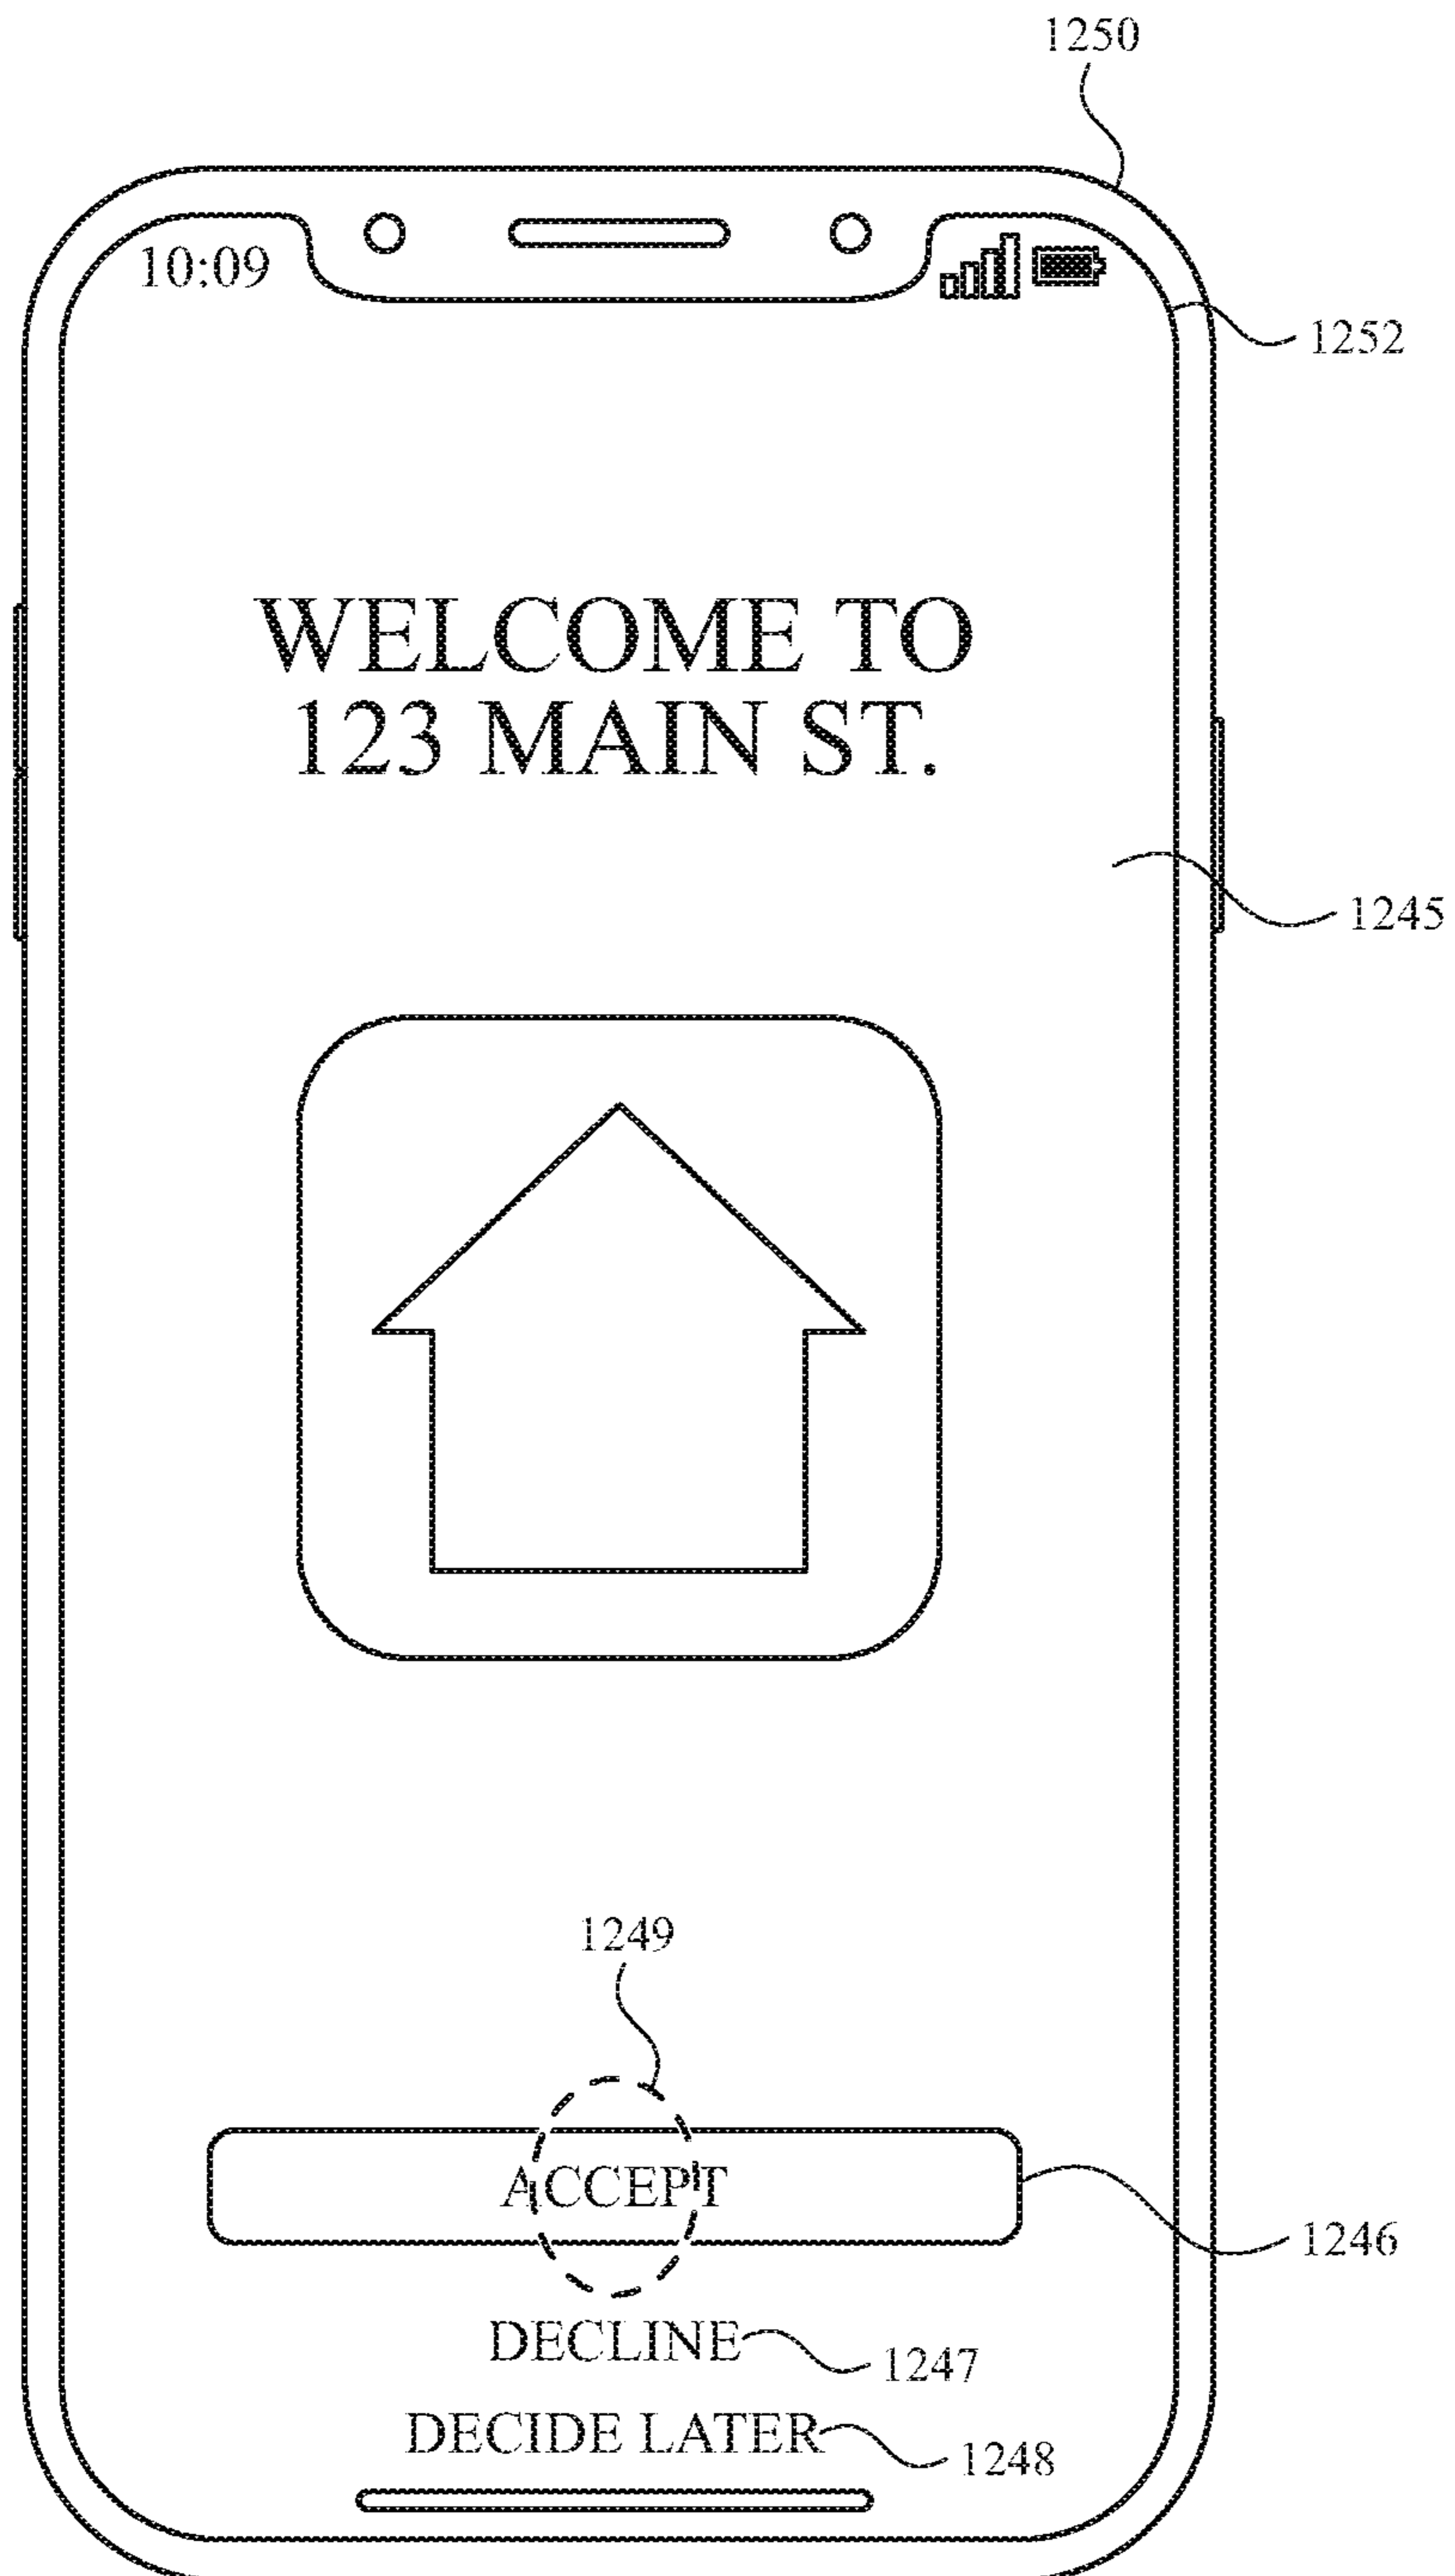 1250
10:09
1252
WELCOME TO
123 MAIN ST.
1245
1249
ACCEPT
1246
DECLINE
1247
DECIDE LATER
1248